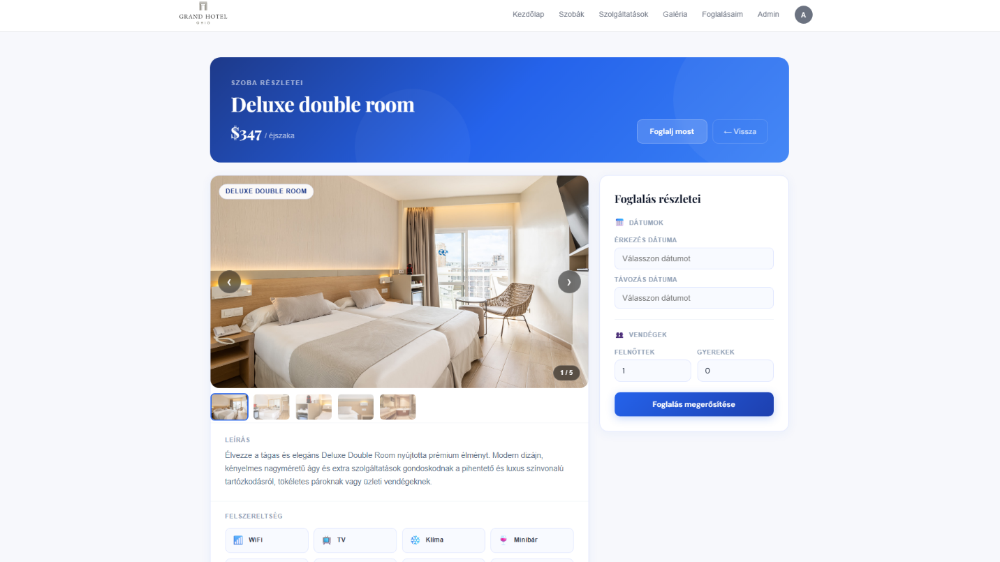 GRAND HOTEL
OHIO
Kezdőlap
Szobák
Szolgáltatások
Galéria
Foglalásaim
Admin
A
SZOBA RÉSZLETEI
Deluxe double room
$347 / éjszaka
Foglalj most
← Vissza
DELUXE DOUBLE ROOM
‹
›
1 / 5
LEÍRÁS
Élvezze a tágas és elegáns Deluxe Double Room nyújtotta prémium élményt. Modern dizájn,
kényelmes nagyméretű ágy és extra szolgáltatások gondoskodnak a pihentető és luxus színvonalú
tartózkodásról, tökéletes pároknak vagy üzleti vendégeknek.
FELSZERELTSÉG
WiFi
TV
Klíma
Minibár
Foglalás részletei
DÁTUMOK
ÉRKEZÉS DÁTUMA
Válasszon dátumot
TÁVOZÁS DÁTUMA
Válasszon dátumot
VENDÉGEK
FELNŐTTEK
1
GYEREKEK
0
Foglalás megerősítése